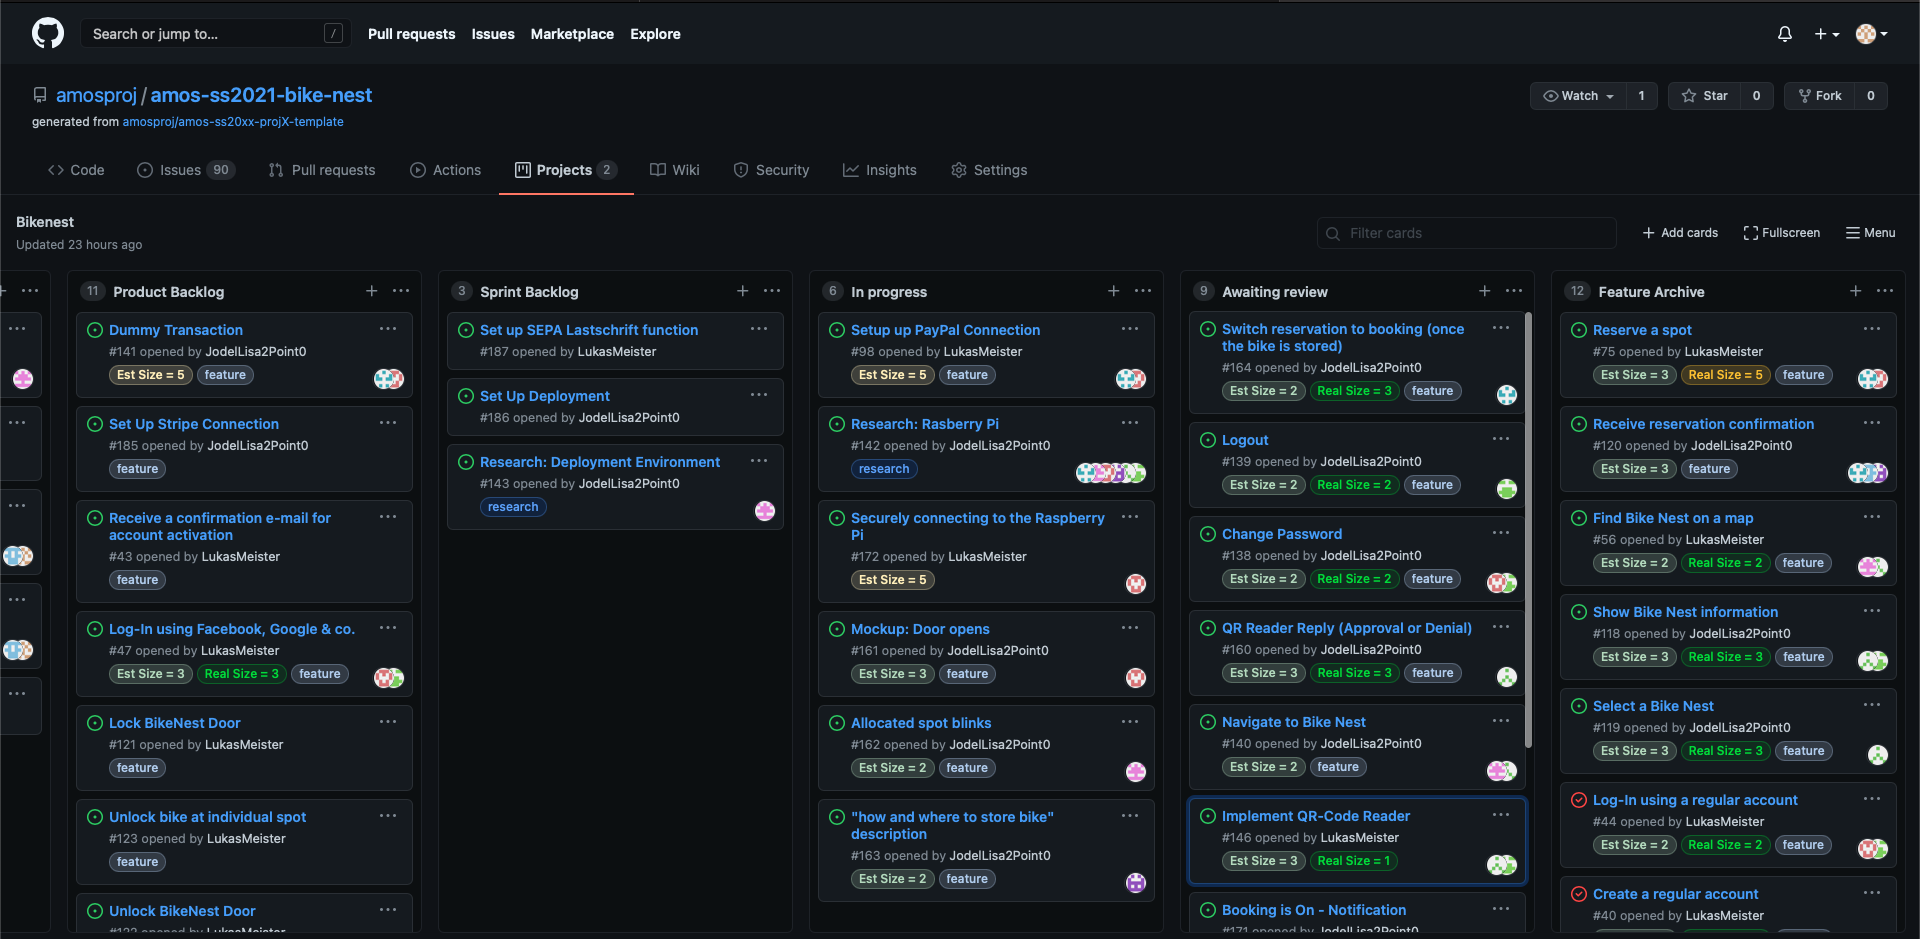 Search or jump to...
/
Pull requests
Issues
Marketplace
Explore
amosproj / amos-ss2021-bike-nest
generated from amosproj/amos-ss20xx-projX-template
Watch 1
Star 0
Fork 0
Code
Issues 90
Pull requests
Actions
Projects 2
Wiki
Security
Insights
Settings
Bikenest
Updated 23 hours ago
Filter cards
Add cards
Fullscreen
Menu
11 Product Backlog
Dummy Transaction
#141 opened by JodelLisa2Point0
Est Size = 5 feature
Set Up Stripe Connection
#185 opened by JodelLisa2Point0
feature
Receive a confirmation e-mail for
account activation
#43 opened by LukasMeister
feature
Log-In using Facebook, Google & co.
#47 opened by LukasMeister
Est Size = 3 Real Size = 3 feature
Lock BikeNest Door
#121 opened by LukasMeister
feature
Unlock bike at individual spot
#123 opened by LukasMeister
feature
Unlock BikeNest Door
opened by LukasMeister
3 Sprint Backlog
Set up SEPA Lastschrift function
#187 opened by LukasMeister
Set Up Deployment
#186 opened by JodelLisa2Point0
Research: Deployment Environment
#143 opened by JodelLisa2Point0
research
6 In progress
Setup up PayPal Connection
#98 opened by LukasMeister
Est Size = 5 feature
Research: Rasberry Pi
#142 opened by JodelLisa2Point0
research
Securely connecting to the Raspberry
Pi
#172 opened by LukasMeister
Est Size = 5
Mockup: Door opens
#161 opened by JodelLisa2Point0
Est Size = 3 feature
Allocated spot blinks
#162 opened by JodelLisa2Point0
Est Size = 2 feature
"how and where to store bike"
description
#163 opened by JodelLisa2Point0
Est Size = 2 feature
9 Awaiting review
Switch reservation to booking (once
the bike is stored)
#164 opened by JodelLisa2Point0
Est Size = 2 Real Size = 3 feature
Logout
#139 opened by JodelLisa2Point0
Est Size = 2 Real Size = 2 feature
Change Password
#138 opened by JodelLisa2Point0
Est Size = 2 Real Size = 2 feature
QR Reader Reply (Approval or Denial)
#160 opened by JodelLisa2Point0
Est Size = 3 Real Size = 3 feature
Navigate to Bike Nest
#140 opened by JodelLisa2Point0
Est Size = 2 feature
Implement QR-Code Reader
#146 opened by LukasMeister
Est Size = 3 Real Size = 1
Booking is On - Notification
#171 opened by JodelLisa2Point0
12 Feature Archive
Reserve a spot
#75 opened by LukasMeister
Est Size = 3 Real Size = 5 feature
Receive reservation confirmation
#120 opened by JodelLisa2Point0
Est Size = 3 feature
Find Bike Nest on a map
#56 opened by LukasMeister
Est Size = 2 Real Size = 2 feature
Show Bike Nest information
#118 opened by JodelLisa2Point0
Est Size = 3 Real Size = 3 feature
Select a Bike Nest
#119 opened by JodelLisa2Point0
Est Size = 3 Real Size = 3 feature
Log-In using a regular account
#44 opened by LukasMeister
Est Size = 2 Real Size = 2 feature
Create a regular account
#40 opened by LukasMeister